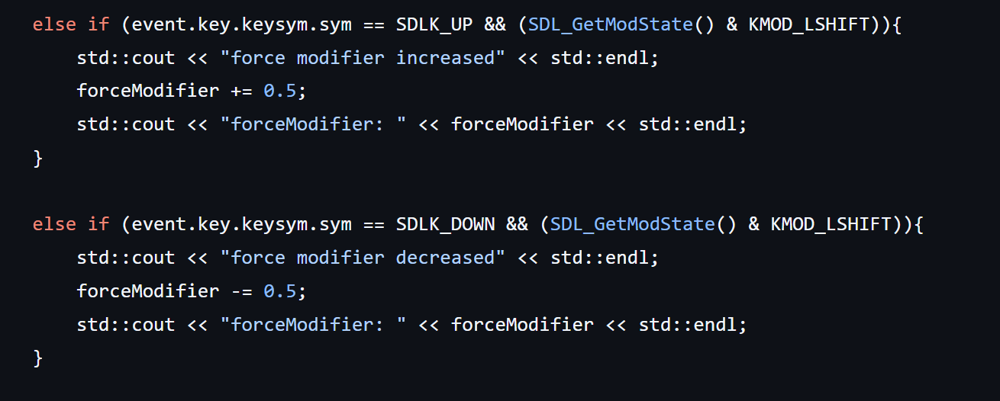 else if (event.key.keysym.sym == SDLK_UP && (SDL_GetModState() & KMOD_LSHIFT)){
    std::cout << "force modifier increased" << std::endl;
    forceModifier += 0.5;
    std::cout << "forceModifier: " << forceModifier << std::endl;
}
else if (event.key.keysym.sym == SDLK_DOWN && (SDL_GetModState() & KMOD_LSHIFT)){
    std::cout << "force modifier decreased" << std::endl;
    forceModifier -= 0.5;
    std::cout << "forceModifier: " << forceModifier << std::endl;
}